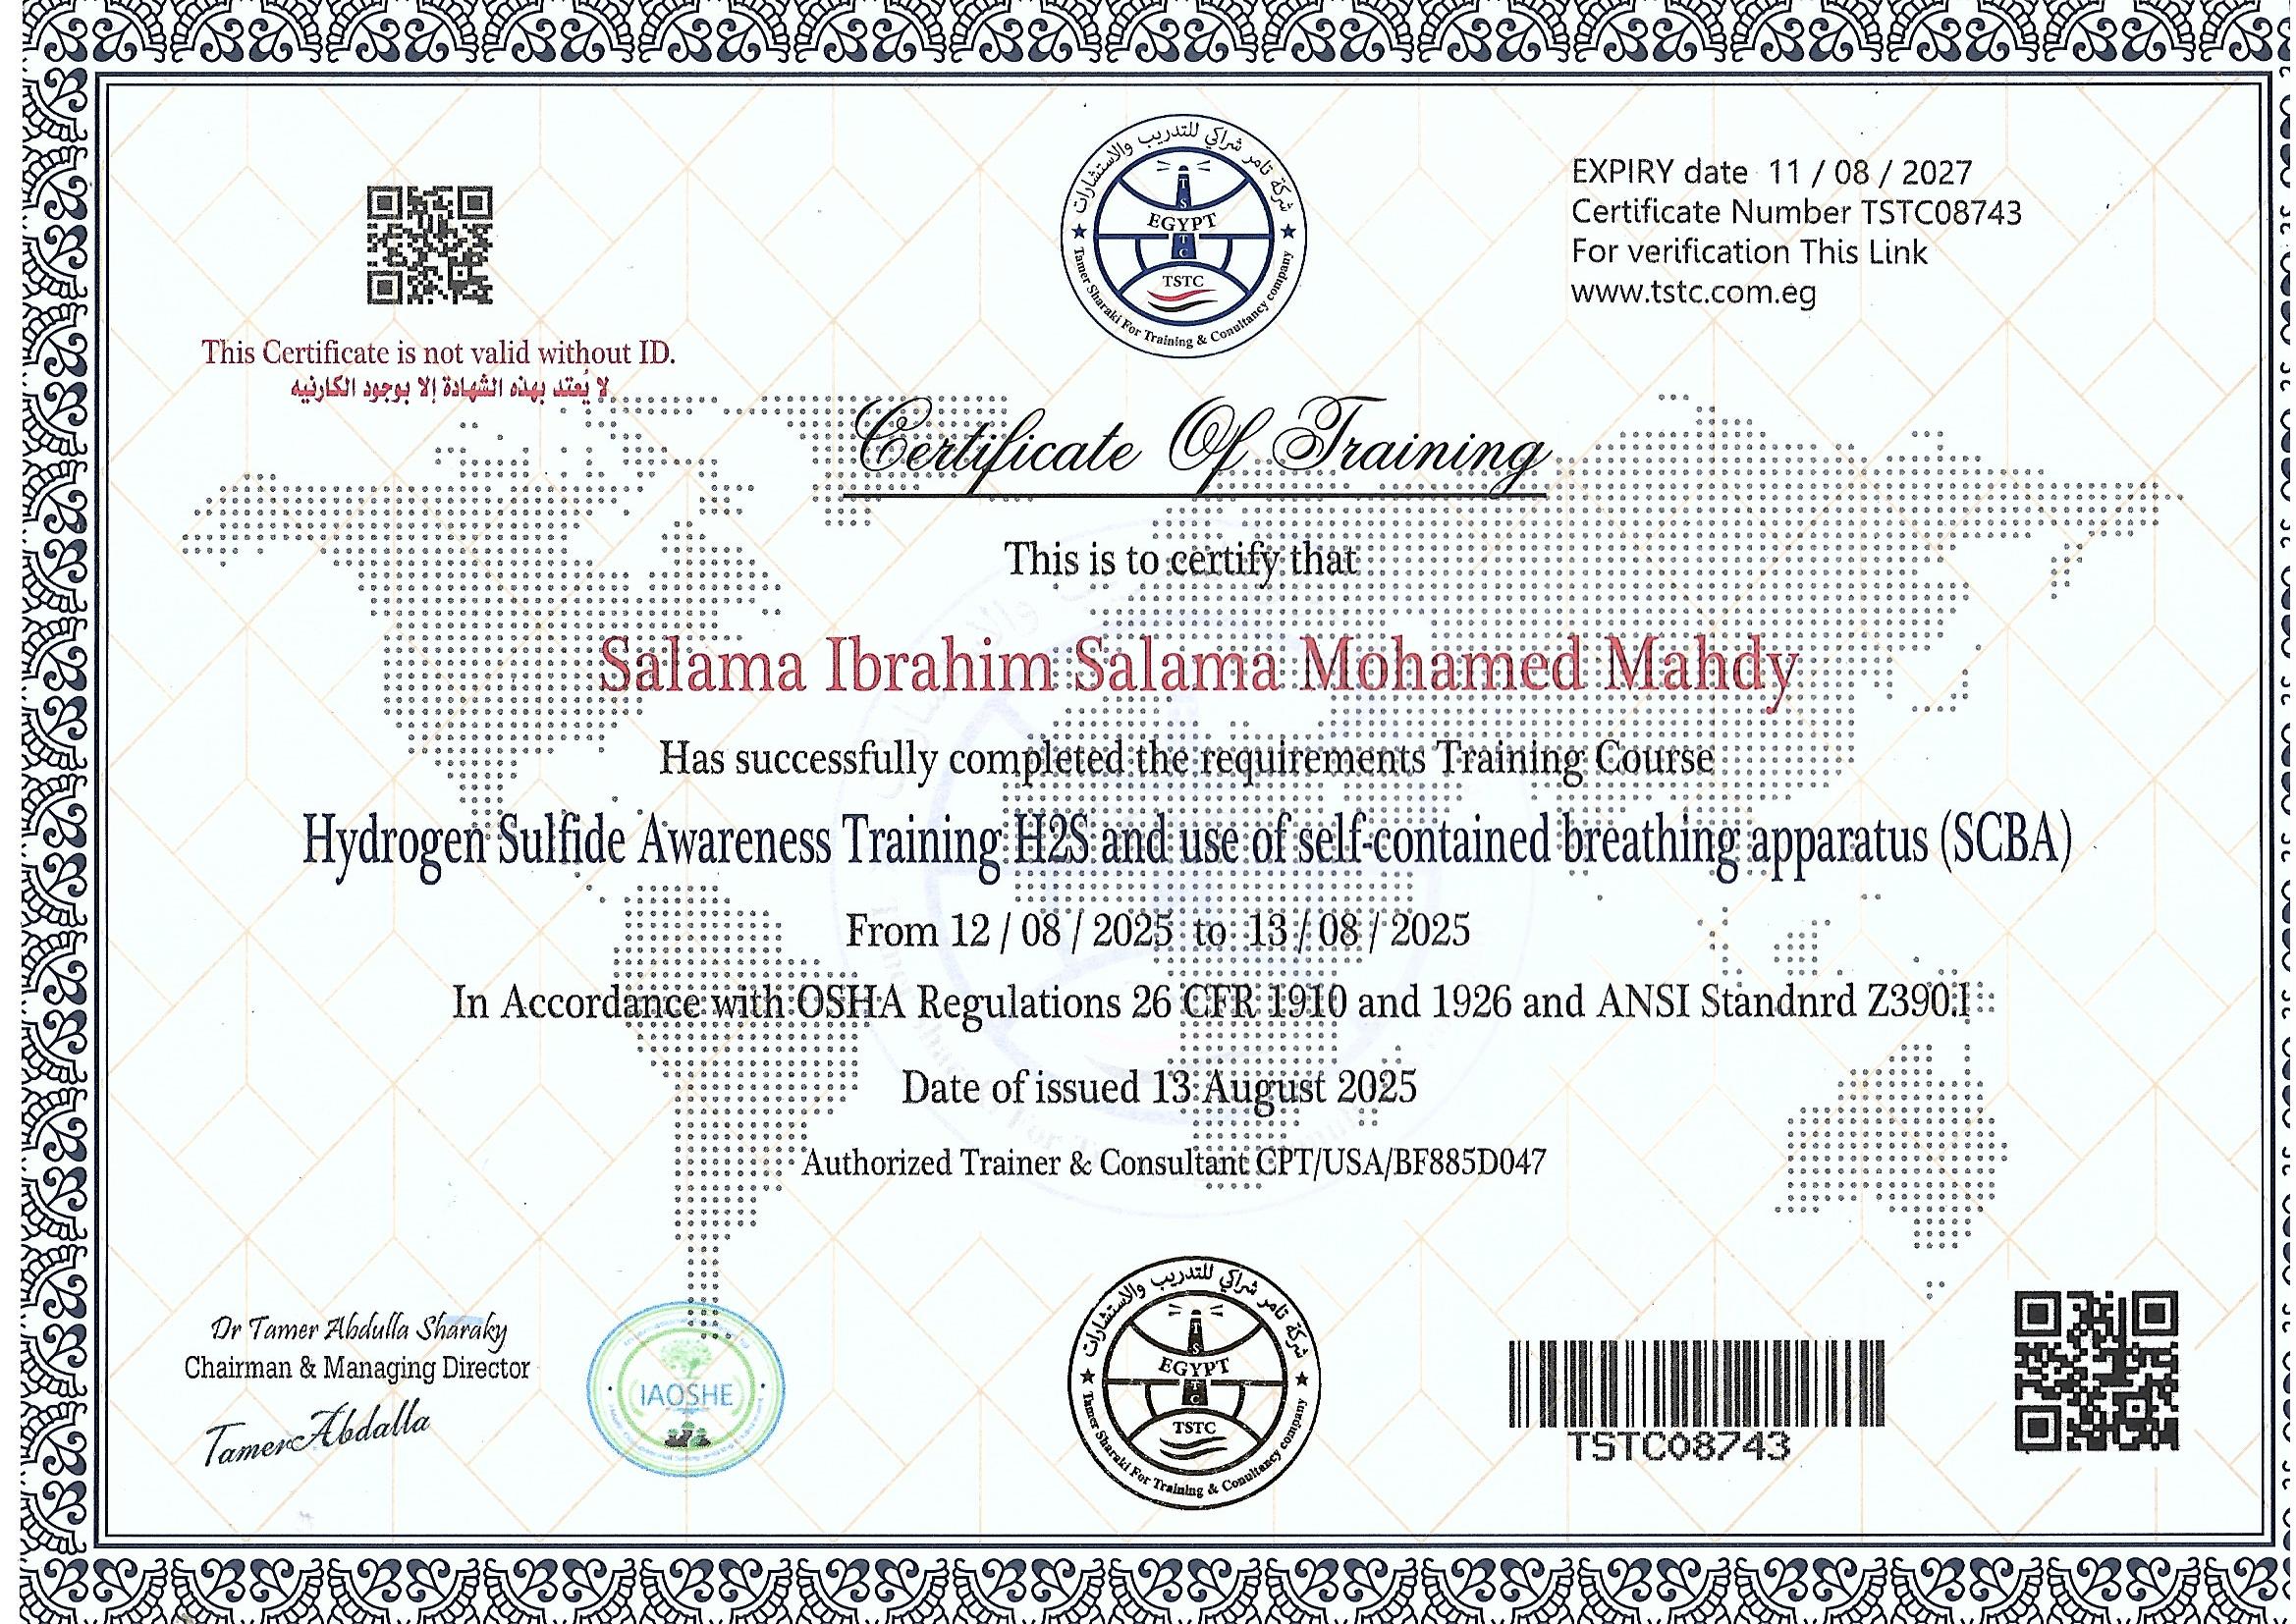 شركة تامر شراكي للتدريب والاستشارات
EGYPT
TSTC
Tamer Sharaki For Training & Conultancy company
EXPIRY date 11 / 08 / 2027
Certificate Number TSTC08743
For verification This Link
www.tstc.com.eg
This Certificate is not valid without ID.
لا يُعتد بهذه الشهادة إلا بوجود الكارنيه
Certificate Of Training
This is to certify that
Salama Ibrahim Salama Mohamed Mahdy
Has successfully completed the requirements Training Course
Hydrogen Sulfide Awareness Training H2S and use of self-contained breathing apparatus (SCBA)
From 12 / 08 / 2025 to 13 / 08 / 2025
In Accordance with OSHA Regulations 26 CFR 1910 and 1926 and ANSI Standnrd Z390.1
Date of issued 13 August 2025
Authorized Trainer & Consultant CPT/USA/BF885D047
Dr Tamer Abdulla Sharaky
Chairman & Managing Director
Tamer Abdalla
IAOSHE
شركة تامر شراكي للتدريب والاستشارات
EGYPT
TSTC
Tamer Sharaki For Training & Conultancy company
TSTC08743